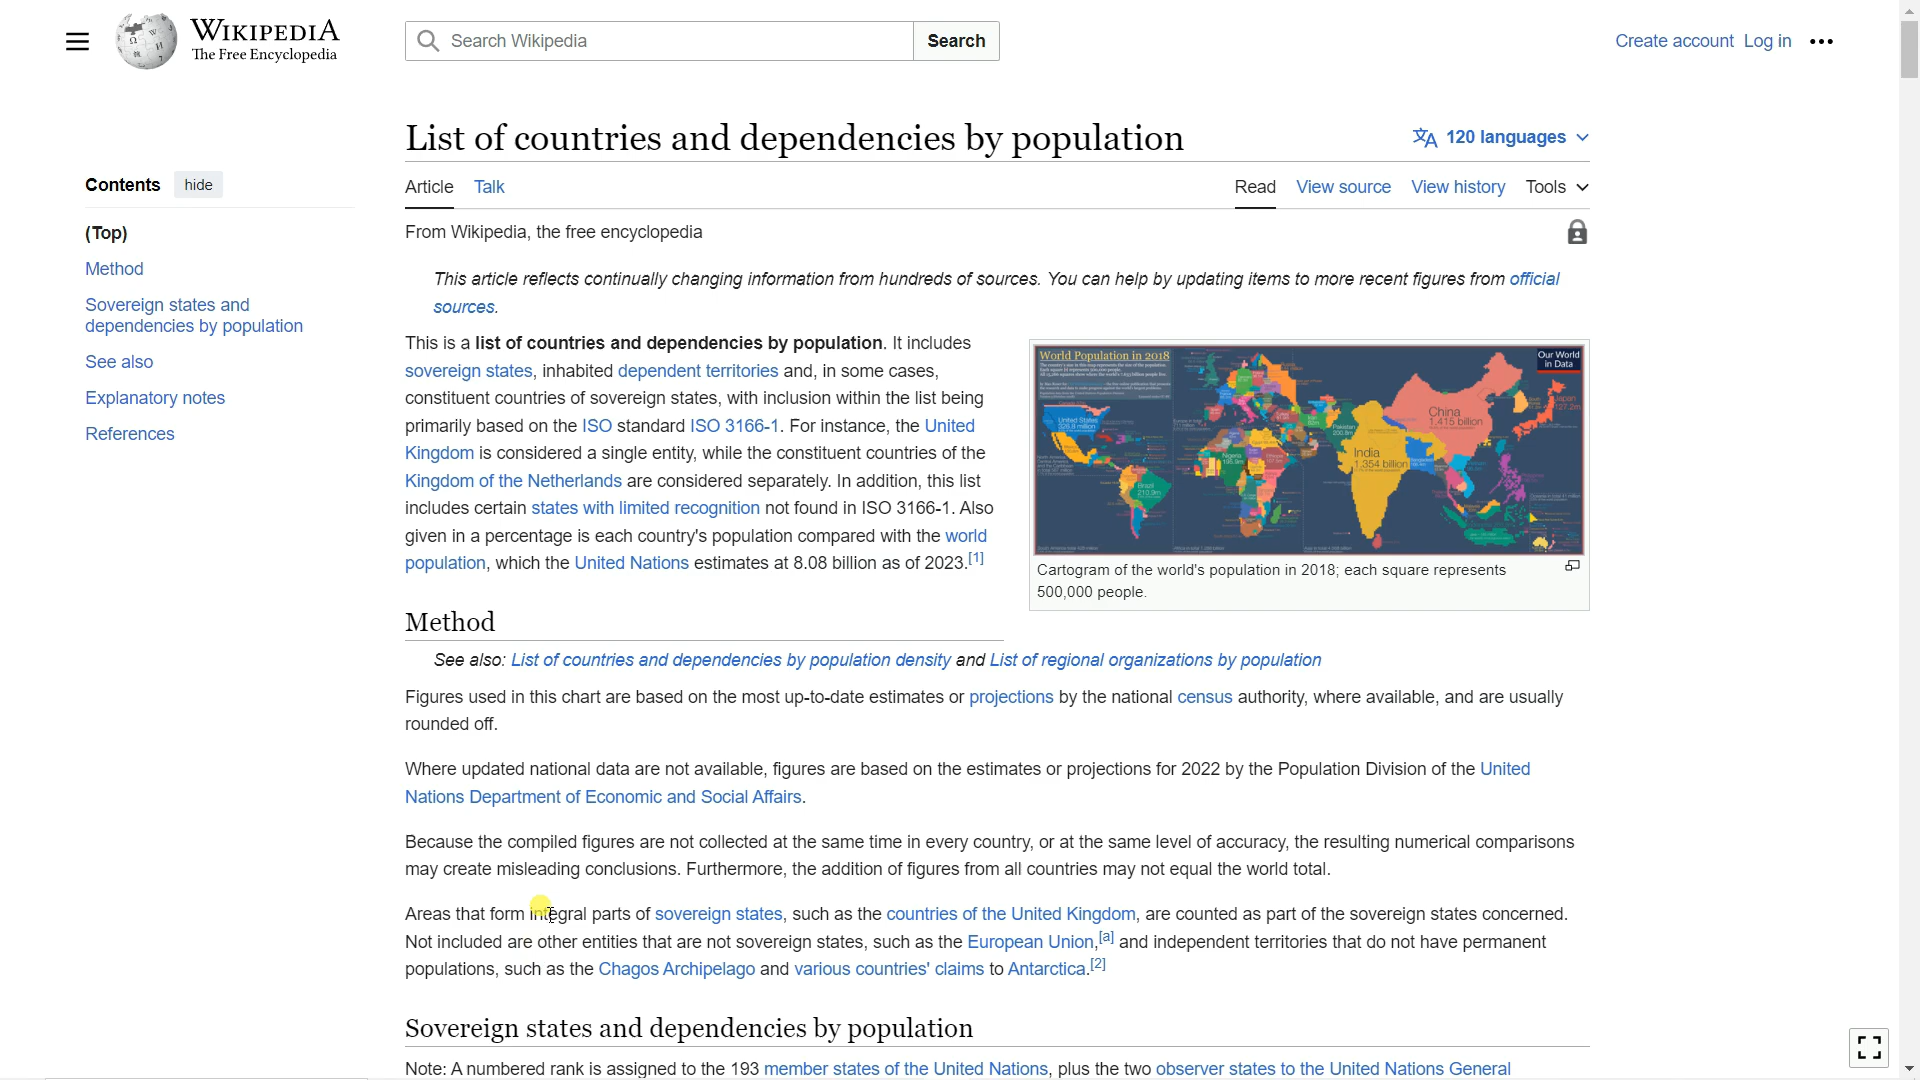 WIKIPEDIA
The Free Encyclopedia
Search Wikipedia
Search
Create account Log in
List of countries and dependencies by population
120 languages
Contents hide
Article Talk
Read View source View history Tools
(Top)
From Wikipedia, the free encyclopedia
Method
Sovereign states and
dependencies by population
See also
Explanatory notes
References
This article reflects continually changing information from hundreds of sources. You can help by updating items to more recent figures from official
sources.
This is a list of countries and dependencies by population. It includes
sovereign states, inhabited dependent territories and, in some cases,
constituent countries of sovereign states, with inclusion within the list being
primarily based on the ISO standard ISO 3166-1. For instance, the United
Kingdom is considered a single entity, while the constituent countries of the
Kingdom of the Netherlands are considered separately. In addition, this list
includes certain states with limited recognition not found in ISO 3166-1. Also
given in a percentage is each country's population compared with the world
population, which the United Nations estimates at 8.08 billion as of 2023.[1]
World Population in 2018
Our World
in Data
United States
China
1.415 billion
Japan
127.2m
India
1.354 billion
Pakistan
200.8m
Nigeria
195.9m
Brazil
210.9m
Cartogram of the world's population in 2018; each square represents
500,000 people.
Method
See also: List of countries and dependencies by population density and List of regional organizations by population
Figures used in this chart are based on the most up-to-date estimates or projections by the national census authority, where available, and are usually
rounded off.
Where updated national data are not available, figures are based on the estimates or projections for 2022 by the Population Division of the United
Nations Department of Economic and Social Affairs.
Because the compiled figures are not collected at the same time in every country, or at the same level of accuracy, the resulting numerical comparisons
may create misleading conclusions. Furthermore, the addition of figures from all countries may not equal the world total.
Areas that form integral parts of sovereign states, such as the countries of the United Kingdom, are counted as part of the sovereign states concerned.
Not included are other entities that are not sovereign states, such as the European Union,[a] and independent territories that do not have permanent
populations, such as the Chagos Archipelago and various countries' claims to Antarctica.[2]
Sovereign states and dependencies by population
Note: A numbered rank is assigned to the 193 member states of the United Nations, plus the two observer states to the United Nations General